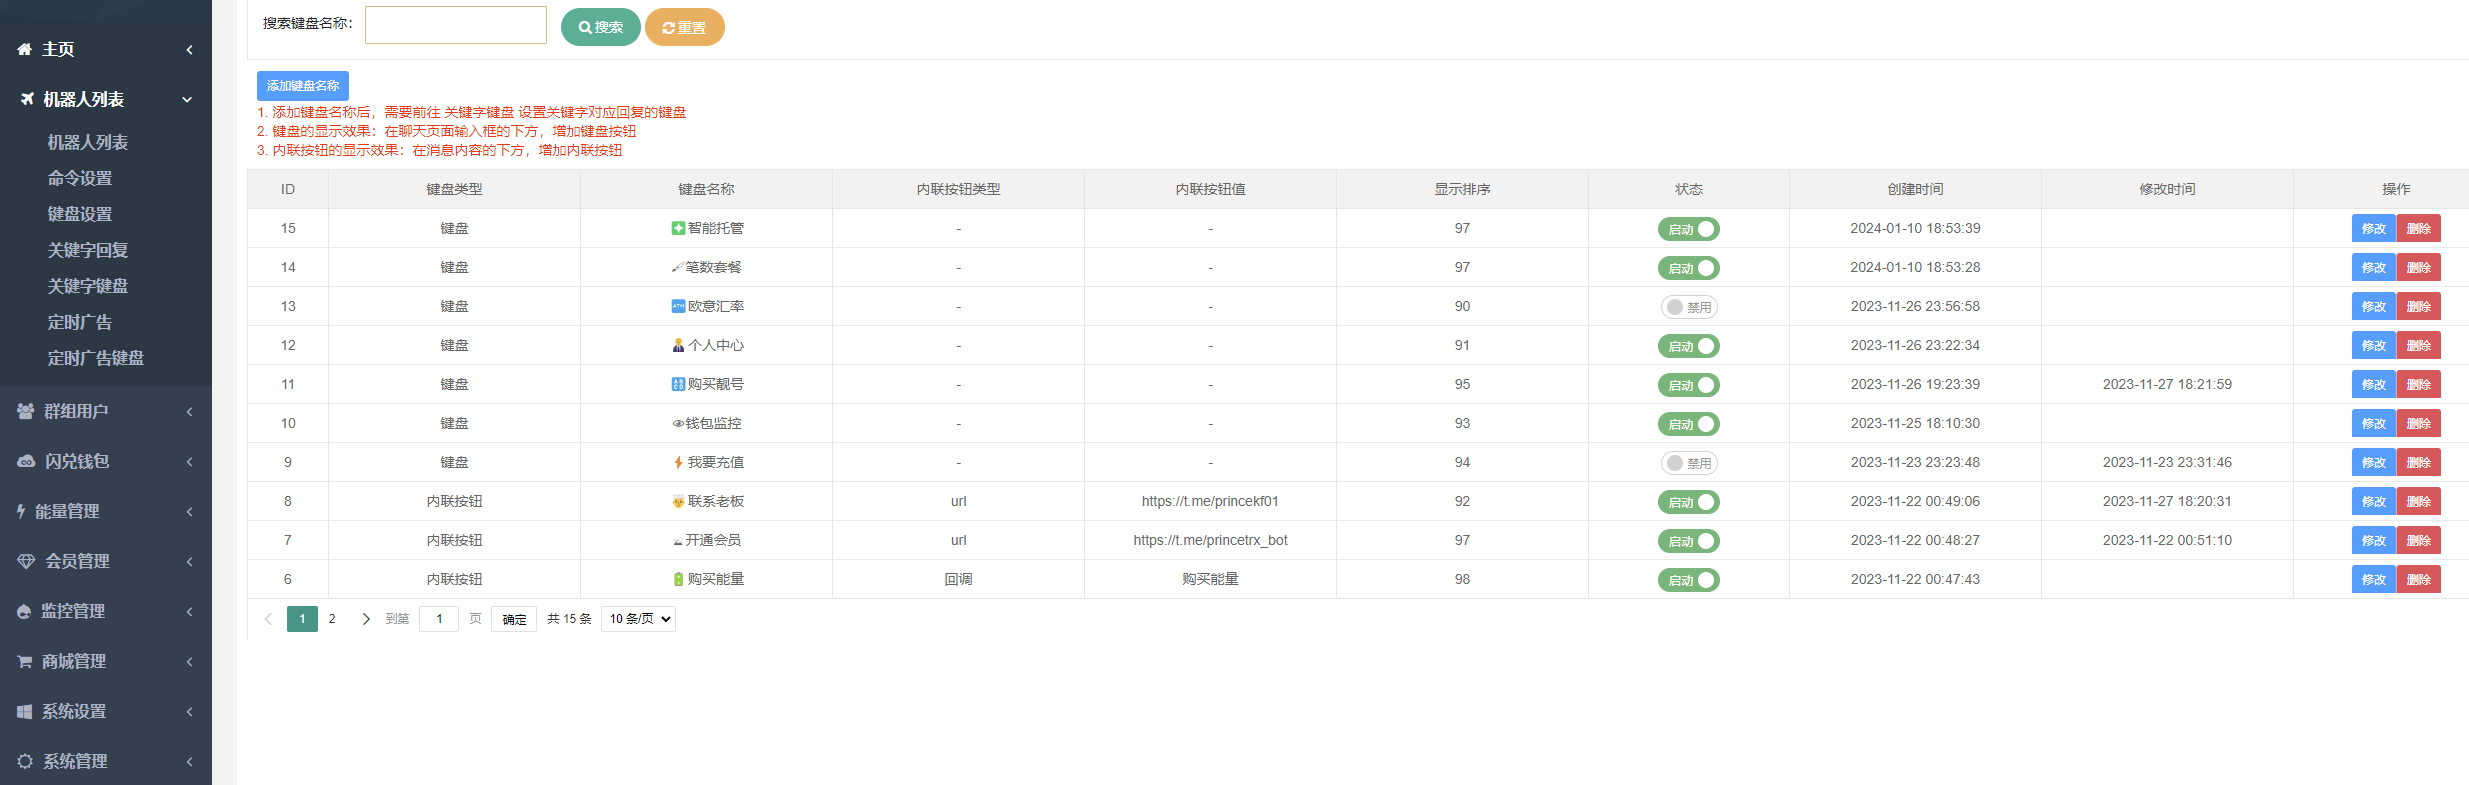 主页
机器人列表
机器人列表
命令设置
键盘设置
关键字回复
关键字键盘
定时广告
定时广告键盘
群组用户
闪兑钱包
能量管理
会员管理
监控管理
商城管理
系统设置
系统管理
搜索键盘名称： 搜索 重置
添加键盘名称
1. 添加键盘名称后，需要前往 关键字键盘 设置关键字对应回复的键盘
2. 键盘的显示效果：在聊天页面输入框的下方，增加键盘按钮
3. 内联按钮的显示效果：在消息内容的下方，增加内联按钮
ID 键盘类型 键盘名称 内联按钮类型 内联按钮值 显示排序 状态 创建时间 修改时间 操作
15 键盘 智能托管 - - 97 启动 2024-01-10 18:53:39 修改 删除
14 键盘 笔数套餐 - - 97 启动 2024-01-10 18:53:28 修改 删除
13 键盘 欧意汇率 - - 90 禁用 2023-11-26 23:56:58 修改 删除
12 键盘 个人中心 - - 91 启动 2023-11-26 23:22:34 修改 删除
11 键盘 购买靓号 - - 95 启动 2023-11-26 19:23:39 2023-11-27 18:21:59 修改 删除
10 键盘 钱包监控 - - 93 启动 2023-11-25 18:10:30 修改 删除
9 键盘 我要充值 - - 94 禁用 2023-11-23 23:23:48 2023-11-23 23:31:46 修改 删除
8 内联按钮 联系老板 url https://t.me/princekf01 92 启动 2023-11-22 00:49:06 2023-11-27 18:20:31 修改 删除
7 内联按钮 开通会员 url https://t.me/princetrx_bot 97 启动 2023-11-22 00:48:27 2023-11-22 00:51:10 修改 删除
6 内联按钮 购买能量 回调 购买能量 98 启动 2023-11-22 00:47:43 修改 删除
1 2 到第 1 页 确定 共 15 条 10 条/页